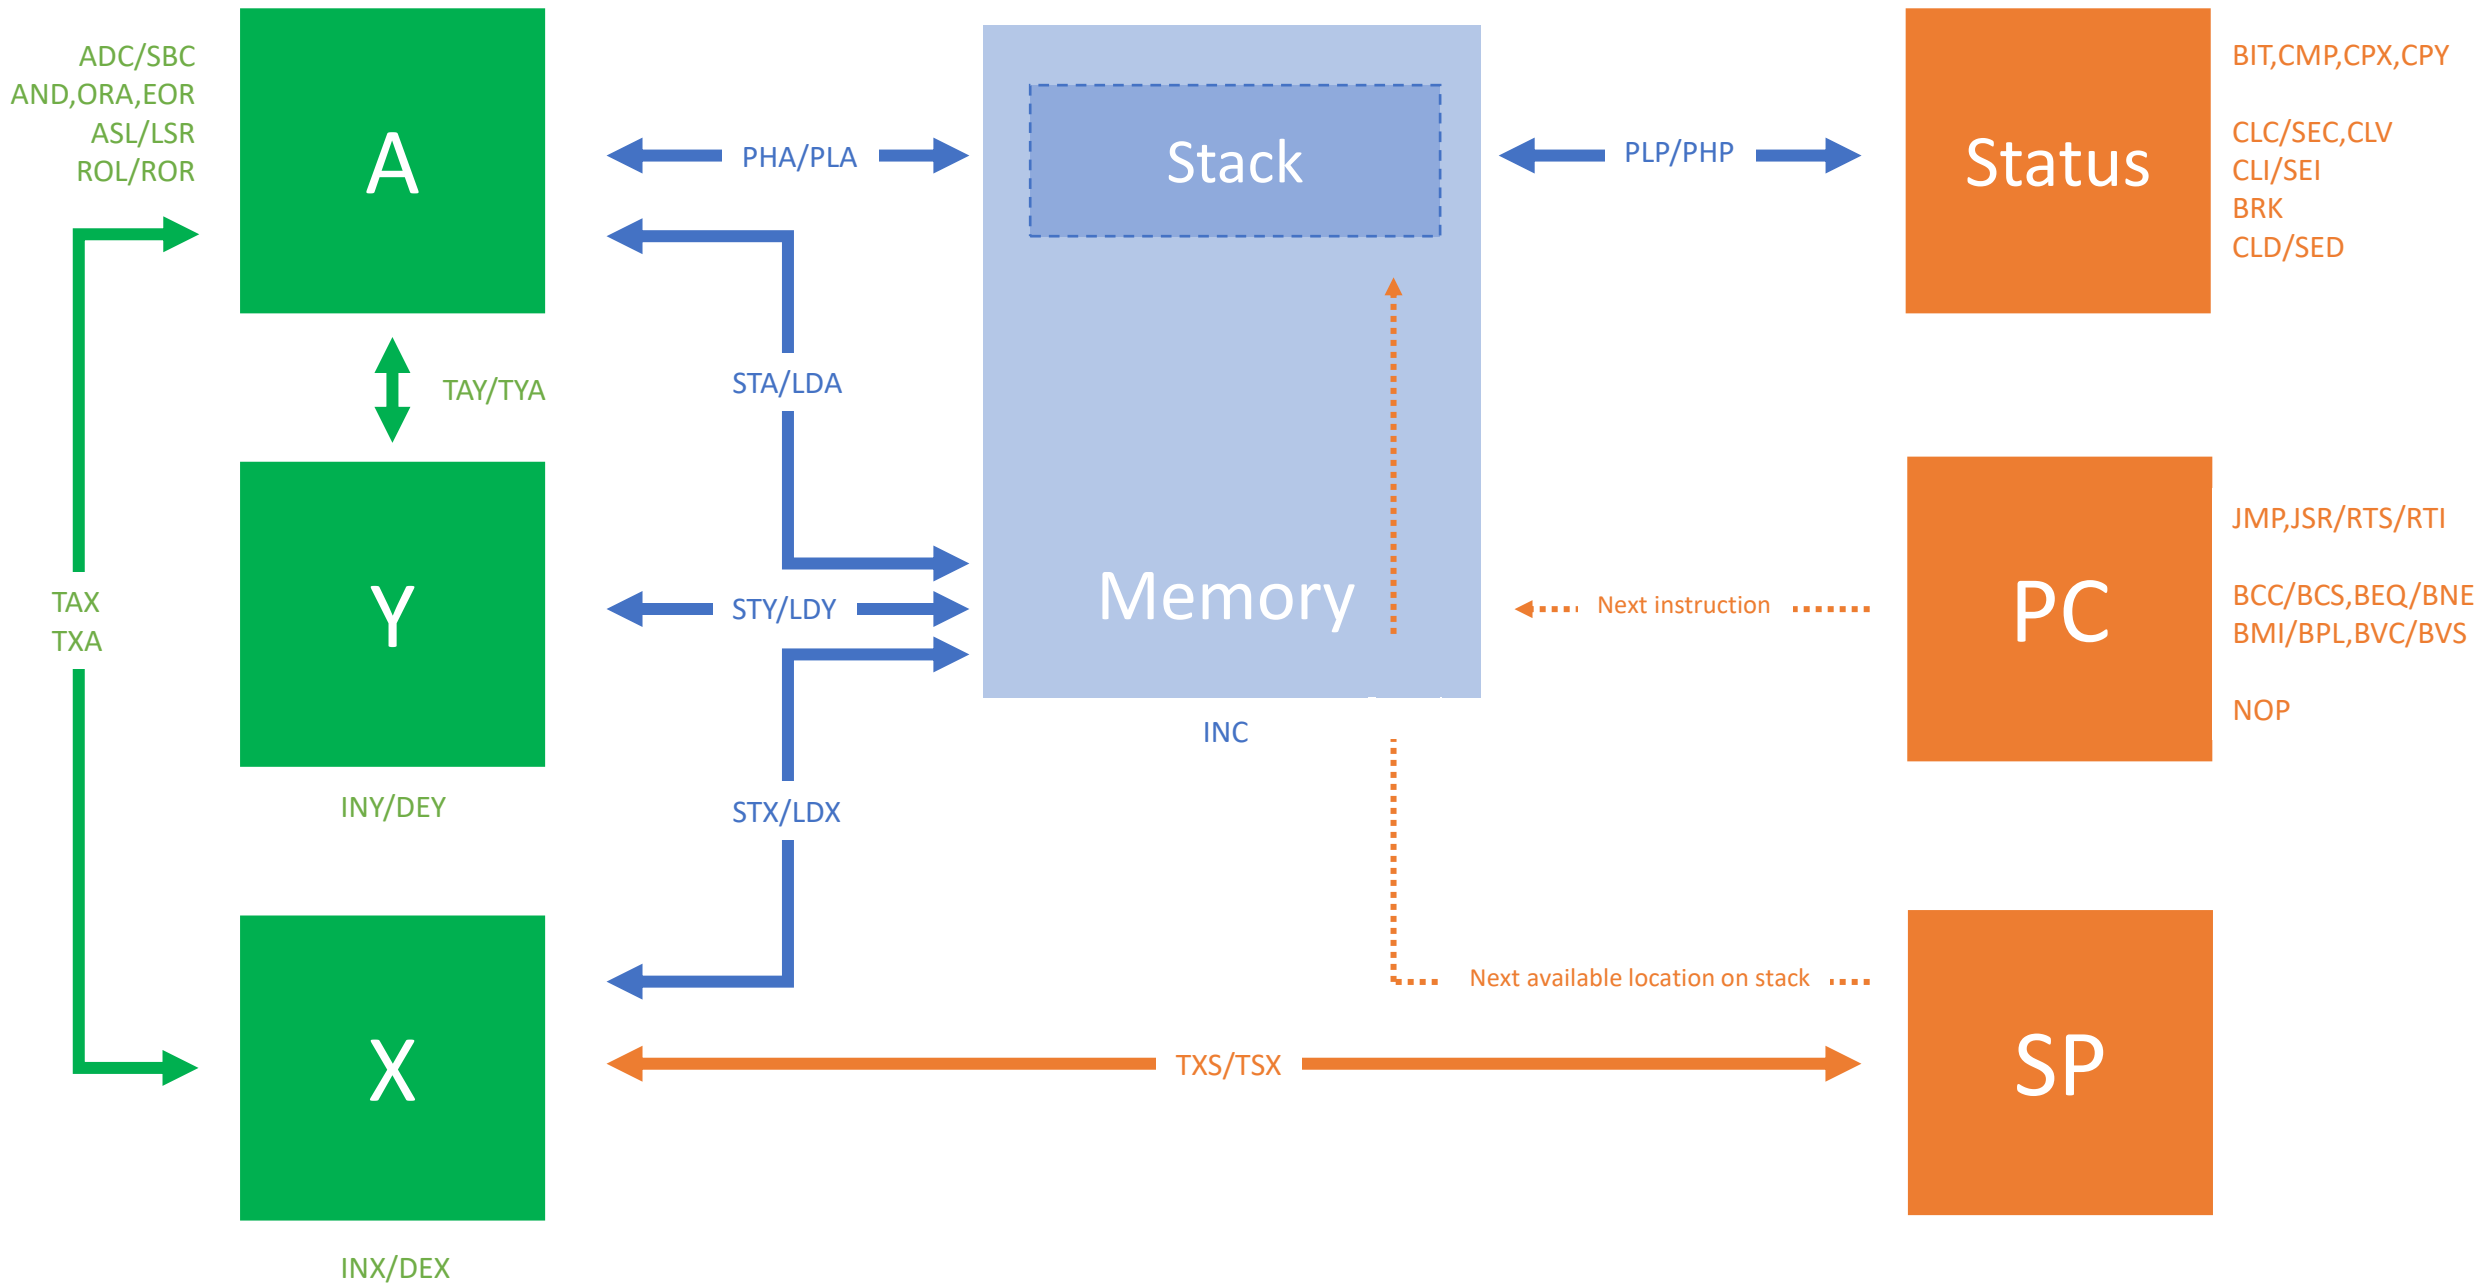 ADC/SBC
AND,ORA,EOR
ASL/LSR
ROL/ROR
A
PHA/PLA
Stack
PLP/PHP
Status
BIT,CMP,CPX,CPY
CLC/SEC,CLV
CLI/SEI
BRK
CLD/SED
TAY/TYA
STA/LDA
TAX
TXA
Y
STY/LDY
Memory
Next instruction
PC
JMP,JSR/RTS/RTI
BCC/BCS,BEQ/BNE
BMI/BPL,BVC/BVS
NOP
INC
INY/DEY
STX/LDX
Next available location on stack
X
TXS/TSX
SP
INX/DEX